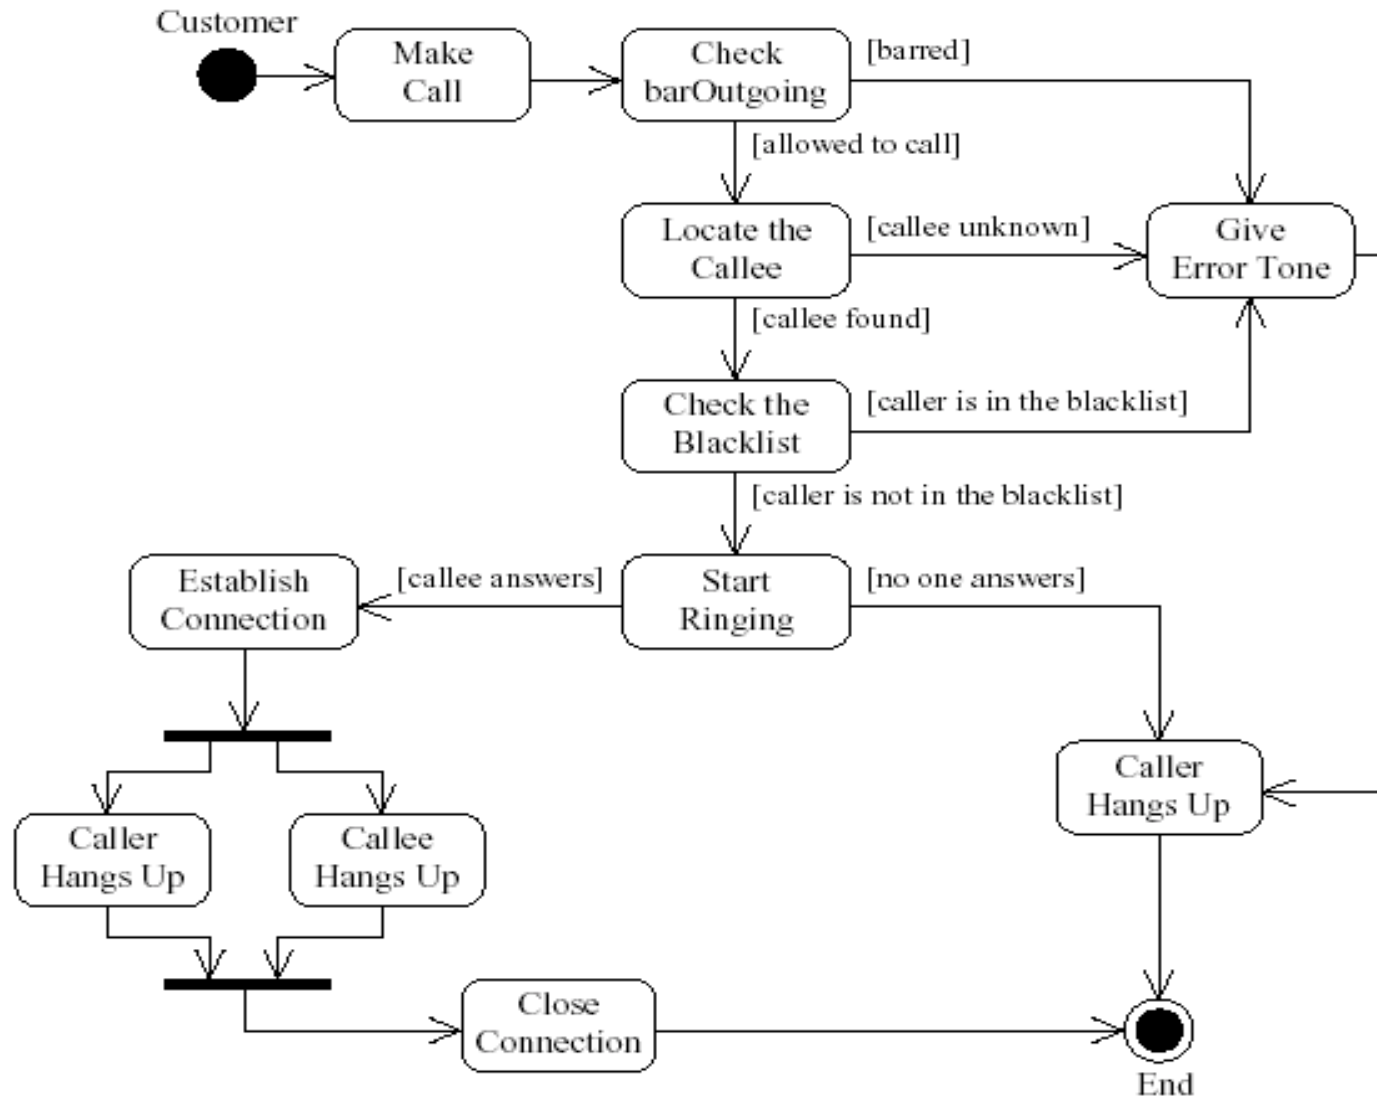 Customer
Make
Call
Check
barOutgoing
[barred]
[allowed to call]
Locate the
Callee
[callee unknown]
Give
Error Tone
[callee found]
Check the
Blacklist
[caller is in the blacklist]
[caller is not in the blacklist]
Establish
Connection
[callee answers]
Start
Ringing
[no one answers]
Caller
Hangs Up
Caller
Hangs Up
Callee
Hangs Up
Close
Connection
End